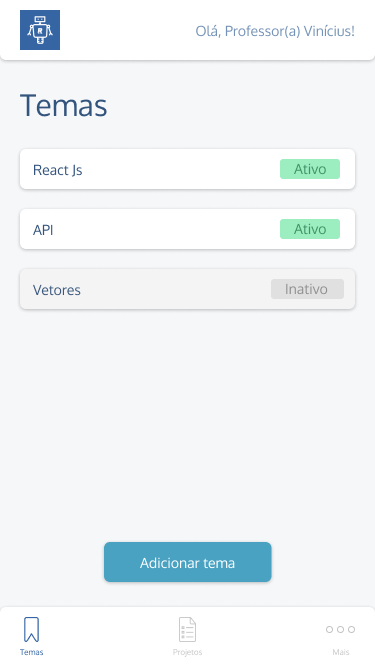 Olá, Professor(a) Vinícius!
Temas
React Js
Ativo
API
Ativo
Vetores
Inativo
Adicionar tema
Temas
Projetos
Mais